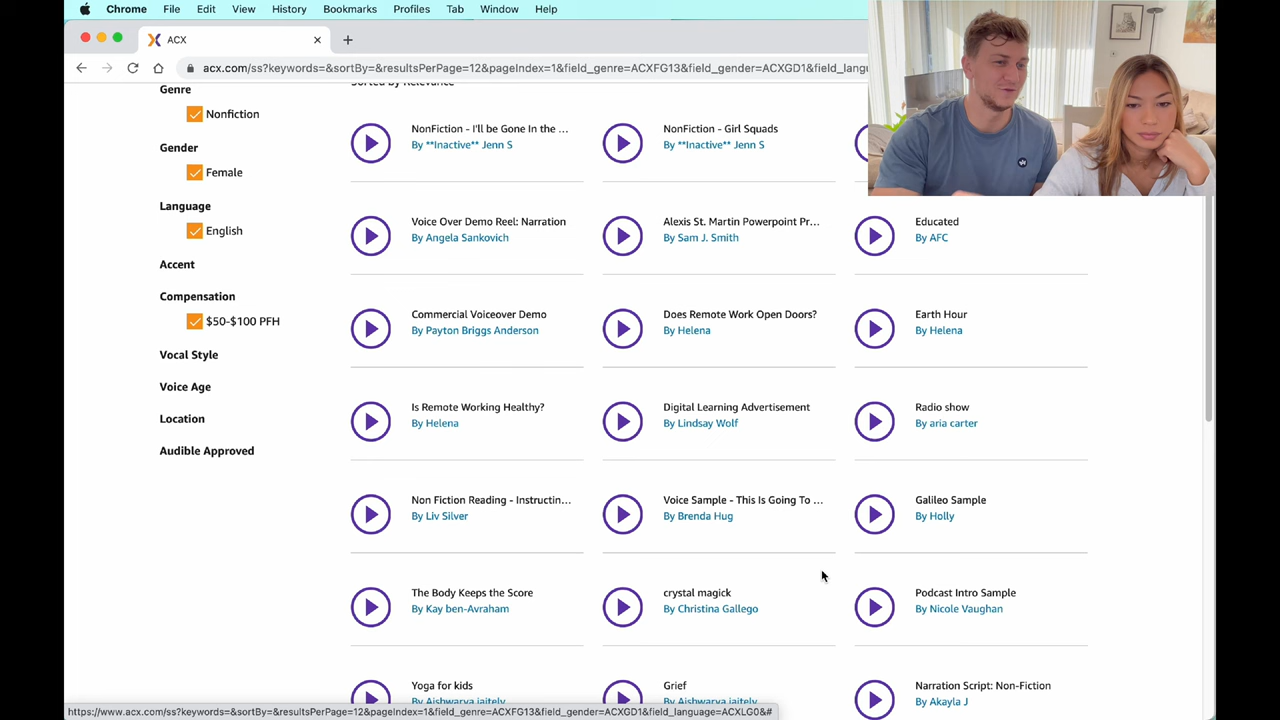 Chrome File Edit View History Bookmarks Profiles Tab Window Help
ACX
acx.com/ss?keywords=&sortBy=&resultsPerPage=12&pageIndex=1&field_genre=ACXFG13&field_gender=ACXGD1&field_langu
Sorted by Relevance
Genre
Nonfiction
Gender
Female
Language
English
Accent
Compensation
$50-$100 PFH
Vocal Style
Voice Age
Location
Audible Approved
NonFiction - I'll be Gone In the ...
By **Inactive** Jenn S
NonFiction - Girl Squads
By **Inactive** Jenn S
Voice Over Demo Reel: Narration
By Angela Sankovich
Alexis St. Martin Powerpoint Pr...
By Sam J. Smith
Educated
By AFC
Commercial Voiceover Demo
By Payton Briggs Anderson
Does Remote Work Open Doors?
By Helena
Earth Hour
By Helena
Is Remote Working Healthy?
By Helena
Digital Learning Advertisement
By Lindsay Wolf
Radio show
By aria carter
Non Fiction Reading - Instructin...
By Liv Silver
Voice Sample - This Is Going To ...
By Brenda Hug
Galileo Sample
By Holly
The Body Keeps the Score
By Kay ben-Avraham
crystal magick
By Christina Gallego
Podcast Intro Sample
By Nicole Vaughan
Yoga for kids
By Aishwarya jaitely
Grief
By Aishwarya jaitely
Narration Script: Non-Fiction
By Akayla J
https://www.acx.com/ss?keywords=&sortBy=&resultsPerPage=12&pageIndex=1&field_genre=ACXFG13&field_gender=ACXGD1&field_language=ACXLG0&#